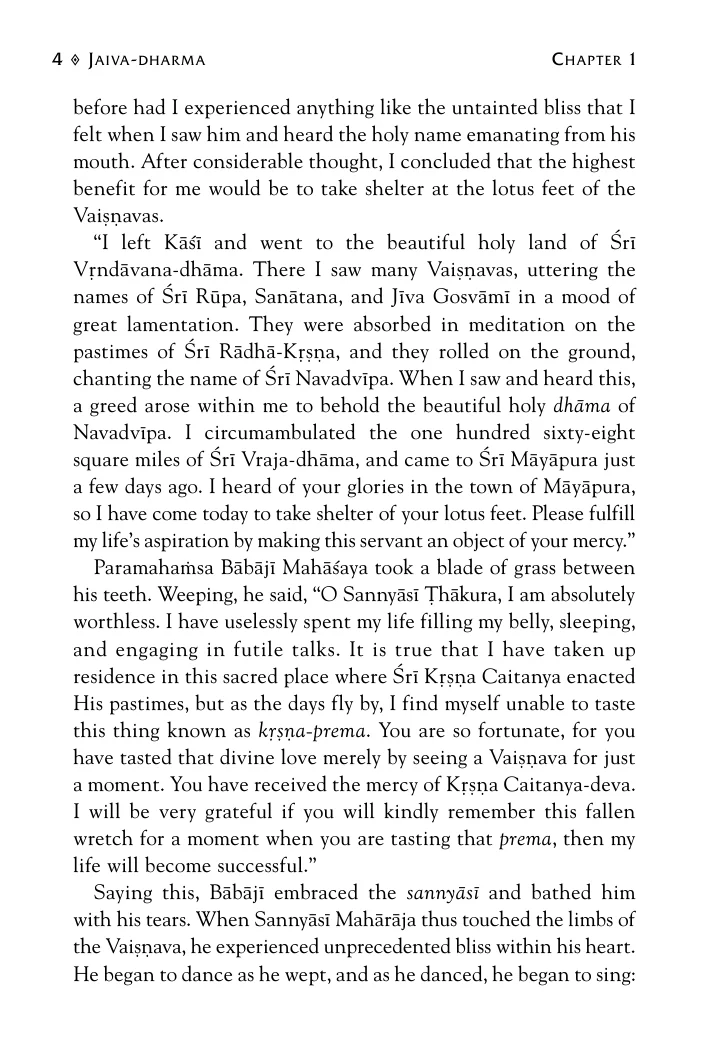 4 ◈ JAIVA-DHARMA CHAPTER 1
before had I experienced anything like the untainted bliss that I
felt when I saw him and heard the holy name emanating from his
mouth. After considerable thought, I concluded that the highest
benefit for me would be to take shelter at the lotus feet of the
Vaiṣṇavas.
“I left Kāśī and went to the beautiful holy land of Śrī
Vṛndāvana-dhāma. There I saw many Vaiṣṇavas, uttering the
names of Śrī Rūpa, Sanātana, and Jīva Gosvāmī in a mood of
great lamentation. They were absorbed in meditation on the
pastimes of Śrī Rādhā-Kṛṣṇa, and they rolled on the ground,
chanting the name of Śrī Navadvīpa. When I saw and heard this,
a greed arose within me to behold the beautiful holy dhāma of
Navadvīpa. I circumambulated the one hundred sixty-eight
square miles of Śrī Vraja-dhāma, and came to Śrī Māyāpura just
a few days ago. I heard of your glories in the town of Māyāpura,
so I have come today to take shelter of your lotus feet. Please fulfill
my life’s aspiration by making this servant an object of your mercy.”
Paramahaṁsa Bābājī Mahāśaya took a blade of grass between
his teeth. Weeping, he said, “O Sannyāsī Ṭhākura, I am absolutely
worthless. I have uselessly spent my life filling my belly, sleeping,
and engaging in futile talks. It is true that I have taken up
residence in this sacred place where Śrī Kṛṣṇa Caitanya enacted
His pastimes, but as the days fly by, I find myself unable to taste
this thing known as kṛṣṇa-prema. You are so fortunate, for you
have tasted that divine love merely by seeing a Vaiṣṇava for just
a moment. You have received the mercy of Kṛṣṇa Caitanya-deva.
I will be very grateful if you will kindly remember this fallen
wretch for a moment when you are tasting that prema, then my
life will become successful.”
Saying this, Bābājī embraced the sannyāsī and bathed him
with his tears. When Sannyāsī Mahārāja thus touched the limbs of
the Vaiṣṇava, he experienced unprecedented bliss within his heart.
He began to dance as he wept, and as he danced, he began to sing: